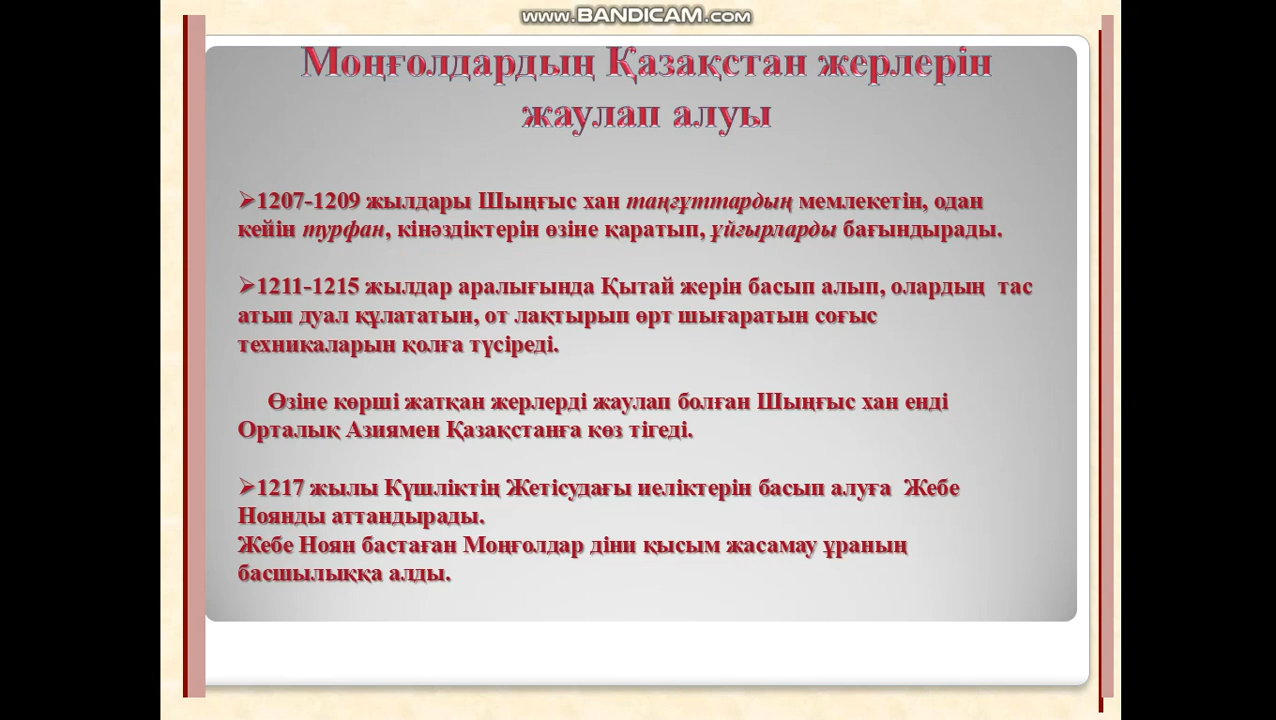 www.BANDICAM.com
Моңғолдардың Қазақстан жерлерін
жаулап алуы
➢1207-1209 жылдары Шыңғыс хан таңғұттардың мемлекетін, одан
кейін турфан, кінәздіктерін өзіне қаратып, ұйғырларды бағындырады.
➢1211-1215 жылдар аралығында Қытай жерін басып алып, олардың  тас
атып дуал құлататын, от лақтырып өрт шығаратын соғыс
техникаларын қолға түсіреді.
Өзіне көрші жатқан жерлерді жаулап болған Шыңғыс хан енді
Орталық Азиямен Қазақстанға көз тігеді.
➢1217 жылы Күшліктің Жетісудағы иеліктерін басып алуға  Жебе
Ноянды аттандырады.
Жебе Ноян бастаған Моңғолдар діни қысым жасамау ұраның
басшылыққа алды.